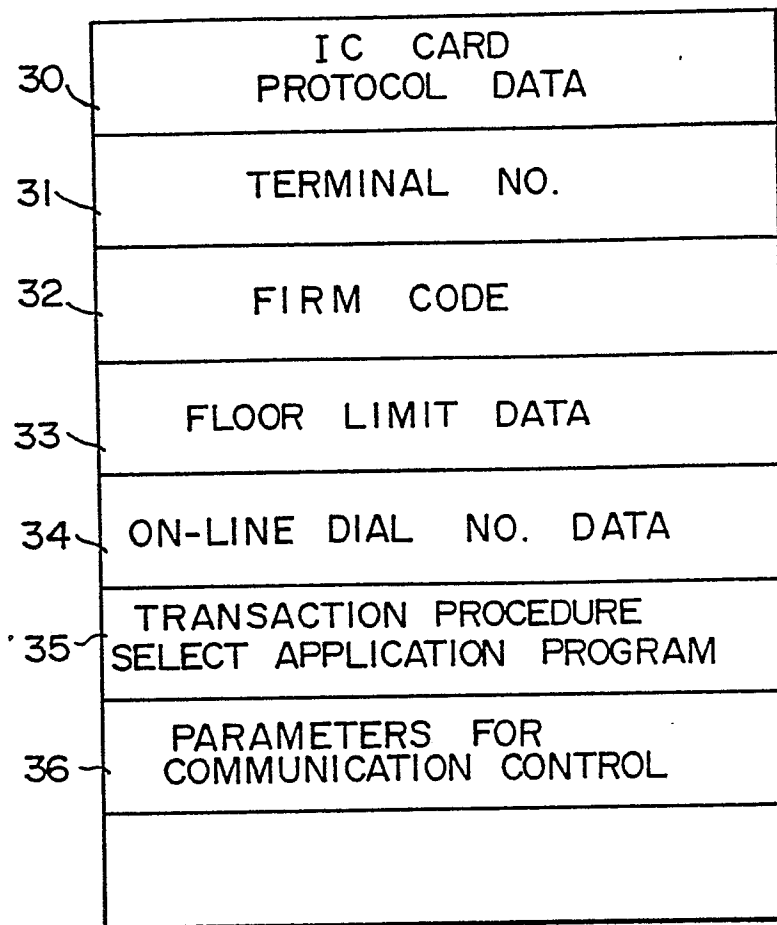 IC CARD
30 PROTOCOL DATA
31 TERMINAL NO.
32 FIRM CODE
33 FLOOR LIMIT DATA
34 ON-LINE DIAL NO. DATA
TRANSACTION PROCEDURE
35 SELECT APPLICATION PROGRAM
PARAMETERS FOR
36 COMMUNICATION CONTROL